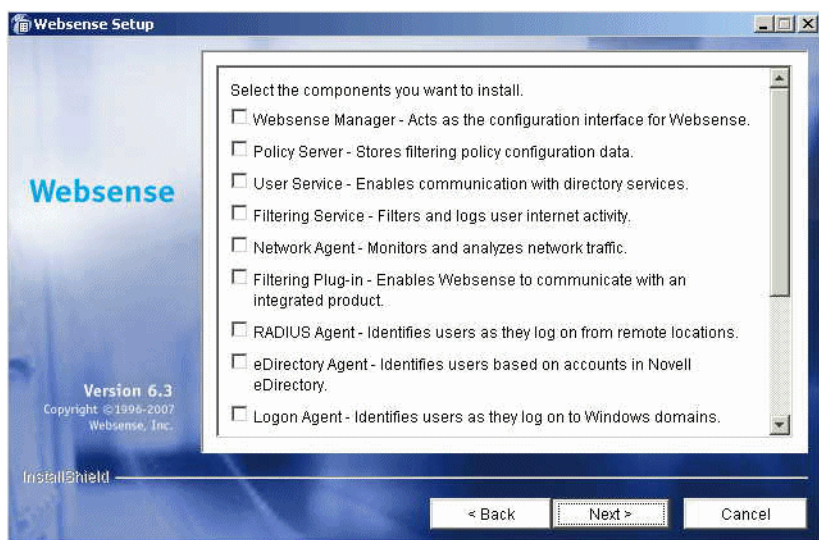 Websense Setup
Select the components you want to install.
Websense Manager - Acts as the configuration interface for Websense.
Policy Server - Stores filtering policy configuration data.
User Service - Enables communication with directory services.
Filtering Service - Filters and logs user internet activity.
Network Agent - Monitors and analyzes network traffic.
Filtering Plug-in - Enables Websense to communicate with an
integrated product.
RADIUS Agent - Identifies users as they log on from remote locations.
eDirectory Agent - Identifies users based on accounts in Novell
eDirectory.
Logon Agent - Identifies users as they log on to Windows domains.
Websense
Version 6.3
Copyright ©1996-2007
Websense, Inc.
InstallShield
< Back
Next >
Cancel